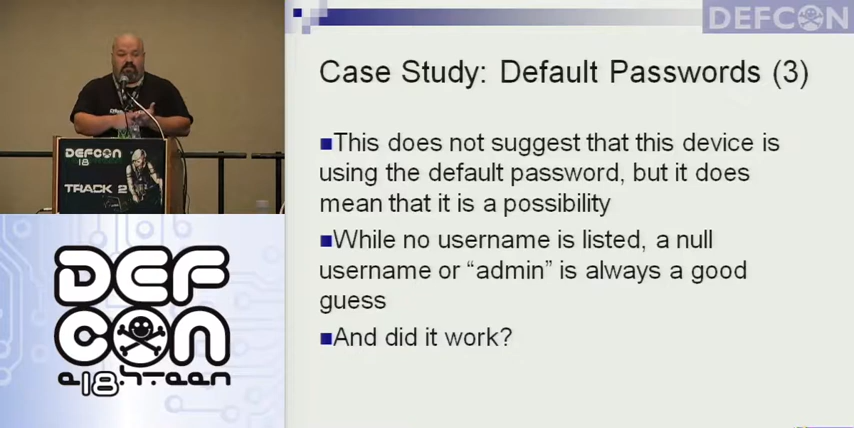 DEFCON
Case Study: Default Passwords (3)
■This does not suggest that this device is
using the default password, but it does
mean that it is a possibility
■While no username is listed, a null
username or “admin” is always a good
guess
■And did it work?
DEFCON
18
TRACK 2
DEF
CON
e18hteen